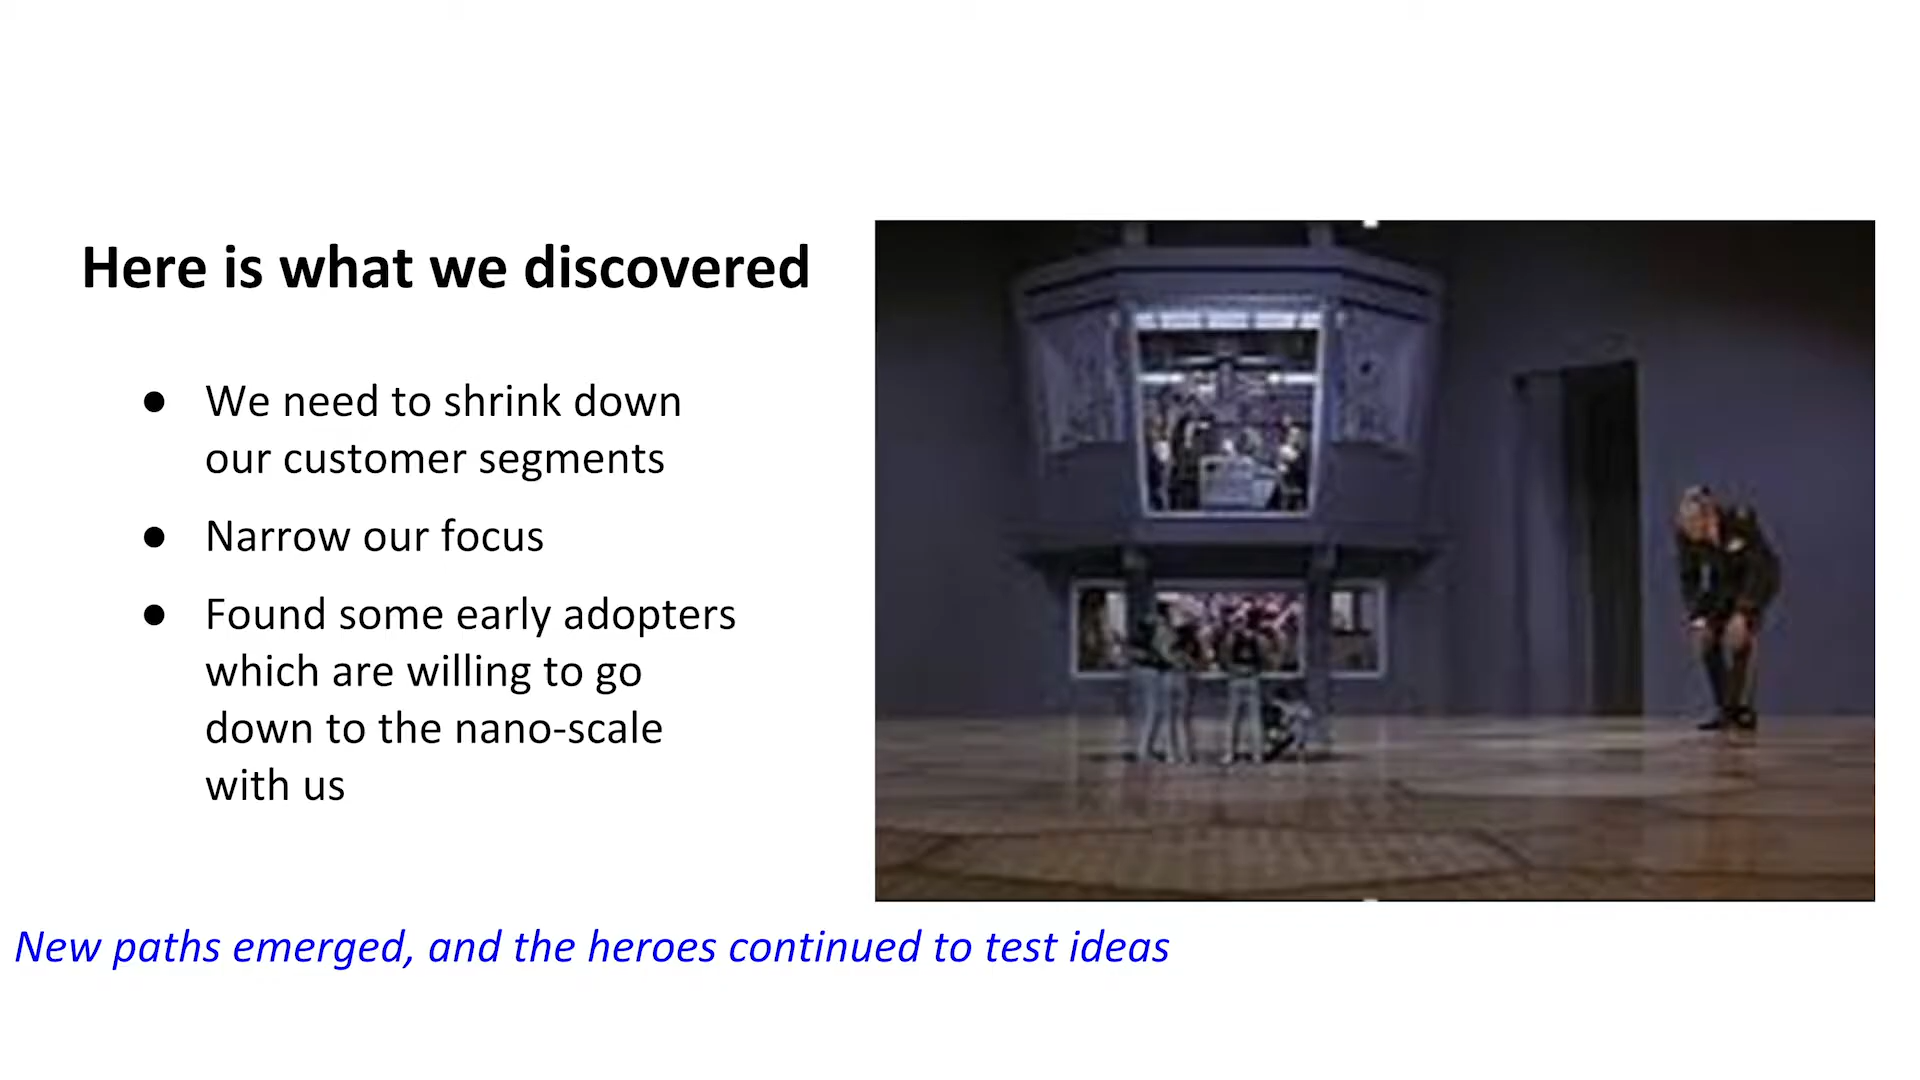 Here is what we discovered
● We need to shrink down
our customer segments
● Narrow our focus
● Found some early adopters
which are willing to go
down to the nano-scale
with us
New paths emerged, and the heroes continued to test ideas